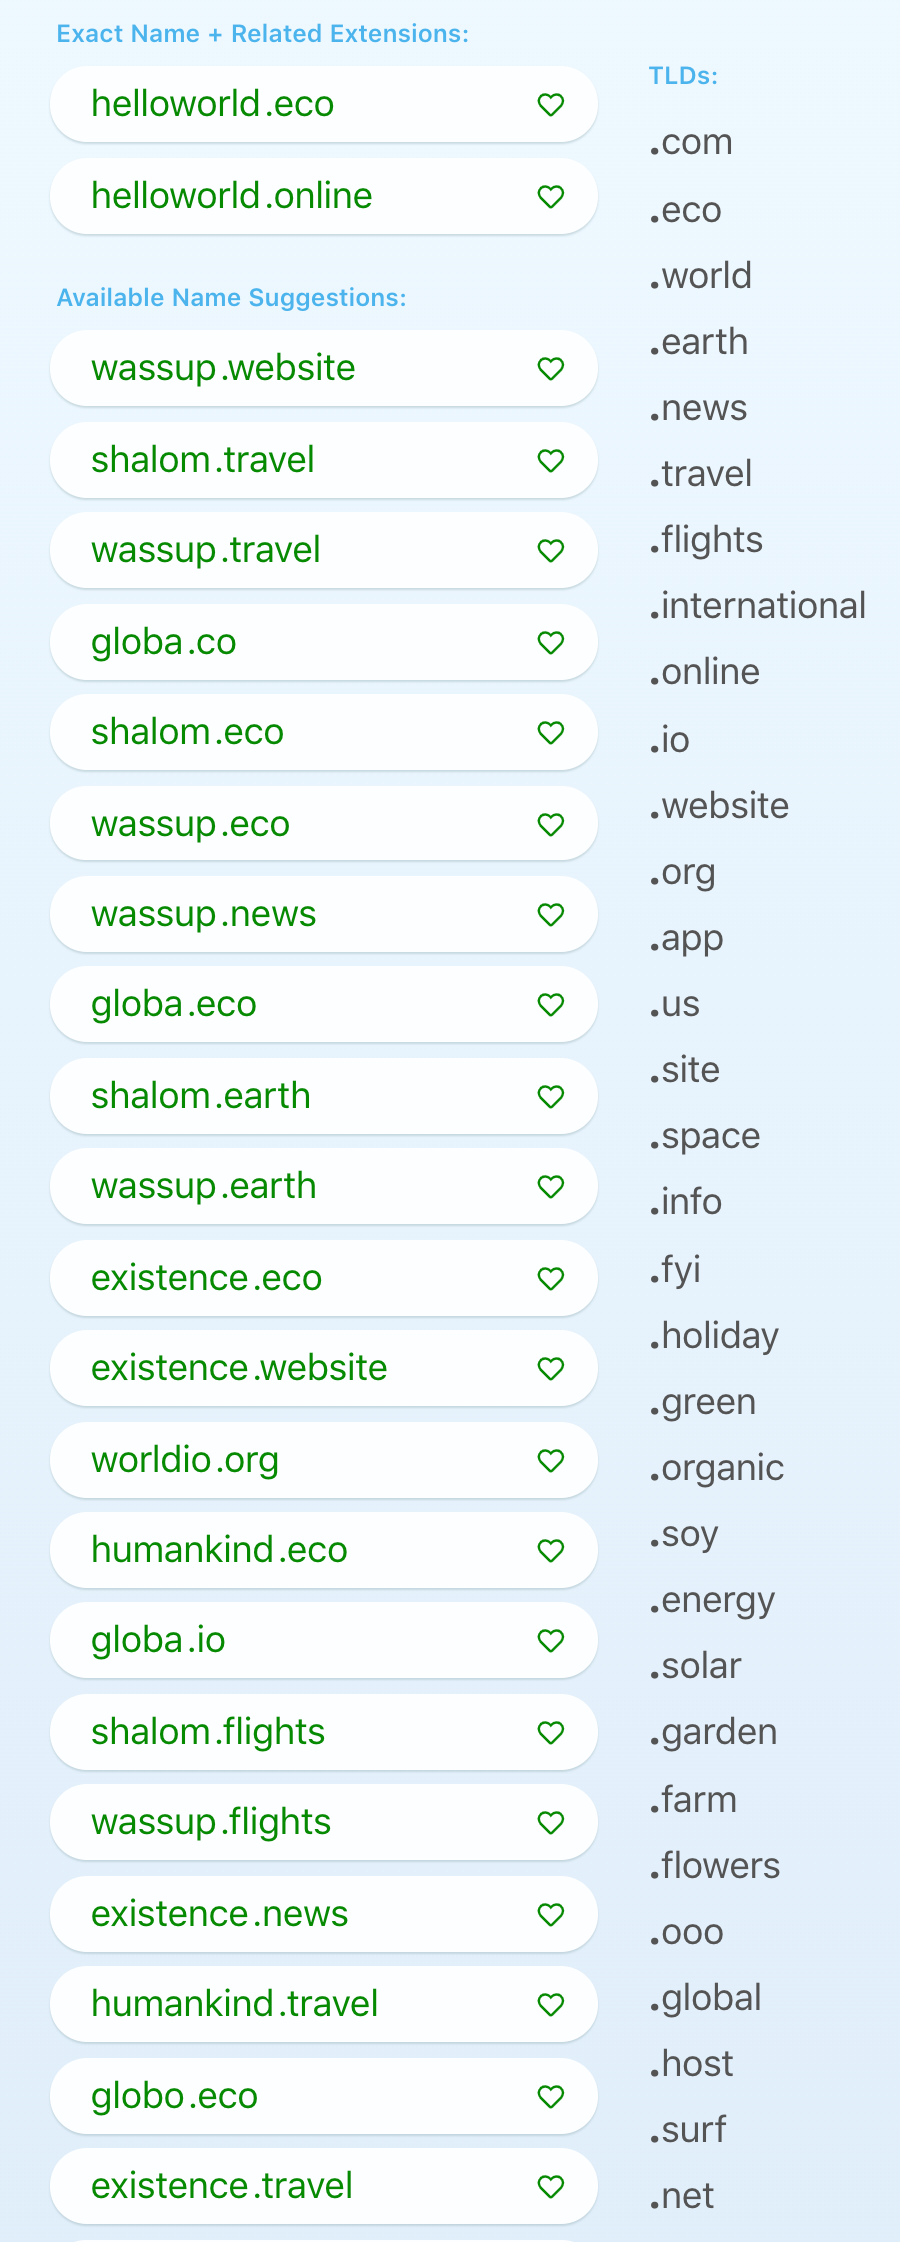 Exact Name + Related Extensions:
helloworld.eco
helloworld.online
Available Name Suggestions:
wassup.website
shalom.travel
wassup.travel
globa.co
shalom.eco
wassup.eco
wassup.news
globa.eco
shalom.earth
wassup.earth
existence.eco
existence.website
worldio.org
humankind.eco
globa.io
shalom.flights
wassup.flights
existence.news
humankind.travel
globo.eco
existence.travel
TLDs:
.com
.eco
.world
.earth
.news
.travel
.flights
.international
.online
.io
.website
.org
.app
.us
.site
.space
.info
.fyi
.holiday
.green
.organic
.soy
.energy
.solar
.garden
.farm
.flowers
.ooo
.global
.host
.surf
.net